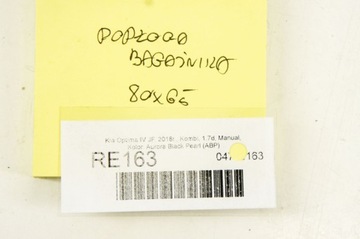 PODŁOGA
BAGAŻNIKA
80X65
Kia Optima IV JF, 2018r., Kombi, 1.7d, Manual,
Kolor: Aurora Black Pearl (ABP)
RE163 04 163